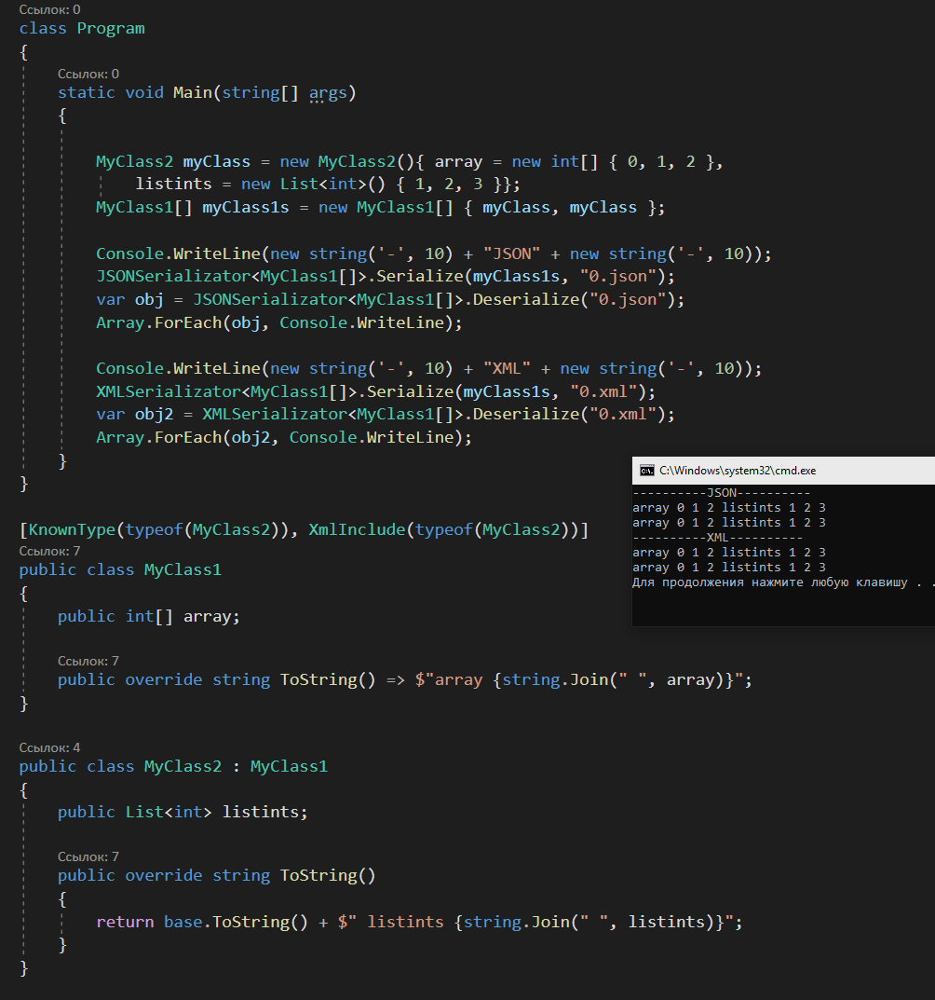 Ссылок: 0
class Program
{
Ссылок: 0
static void Main(string[] args)
{
MyClass2 myClass = new MyClass2(){ array = new int[] { 0, 1, 2 },
listints = new List<int>() { 1, 2, 3 }};
MyClass1[] myClass1s = new MyClass1[] { myClass, myClass };
Console.WriteLine(new string('-', 10) + "JSON" + new string('-', 10));
JSONSerializator<MyClass1[]>.Serialize(myClass1s, "0.json");
var obj = JSONSerializator<MyClass1[]>.Deserialize("0.json");
Array.ForEach(obj, Console.WriteLine);
Console.WriteLine(new string('-', 10) + "XML" + new string('-', 10));
XMLSerializator<MyClass1[]>.Serialize(myClass1s, "0.xml");
var obj2 = XMLSerializator<MyClass1[]>.Deserialize("0.xml");
Array.ForEach(obj2, Console.WriteLine);
}
}
[KnownType(typeof(MyClass2)), XmlInclude(typeof(MyClass2))]
Ссылок: 7
public class MyClass1
{
public int[] array;
Ссылок: 7
public override string ToString() => $"array {string.Join(" ", array)}";
}
Ссылок: 4
public class MyClass2 : MyClass1
{
public List<int> listints;
Ссылок: 7
public override string ToString()
{
return base.ToString() + $" listints {string.Join(" ", listints)}";
}
}
C:\Windows\system32\cmd.exe
----------JSON----------
array 0 1 2 listints 1 2 3
array 0 1 2 listints 1 2 3
----------XML----------
array 0 1 2 listints 1 2 3
array 0 1 2 listints 1 2 3
Для продолжения нажмите любую клавишу . .